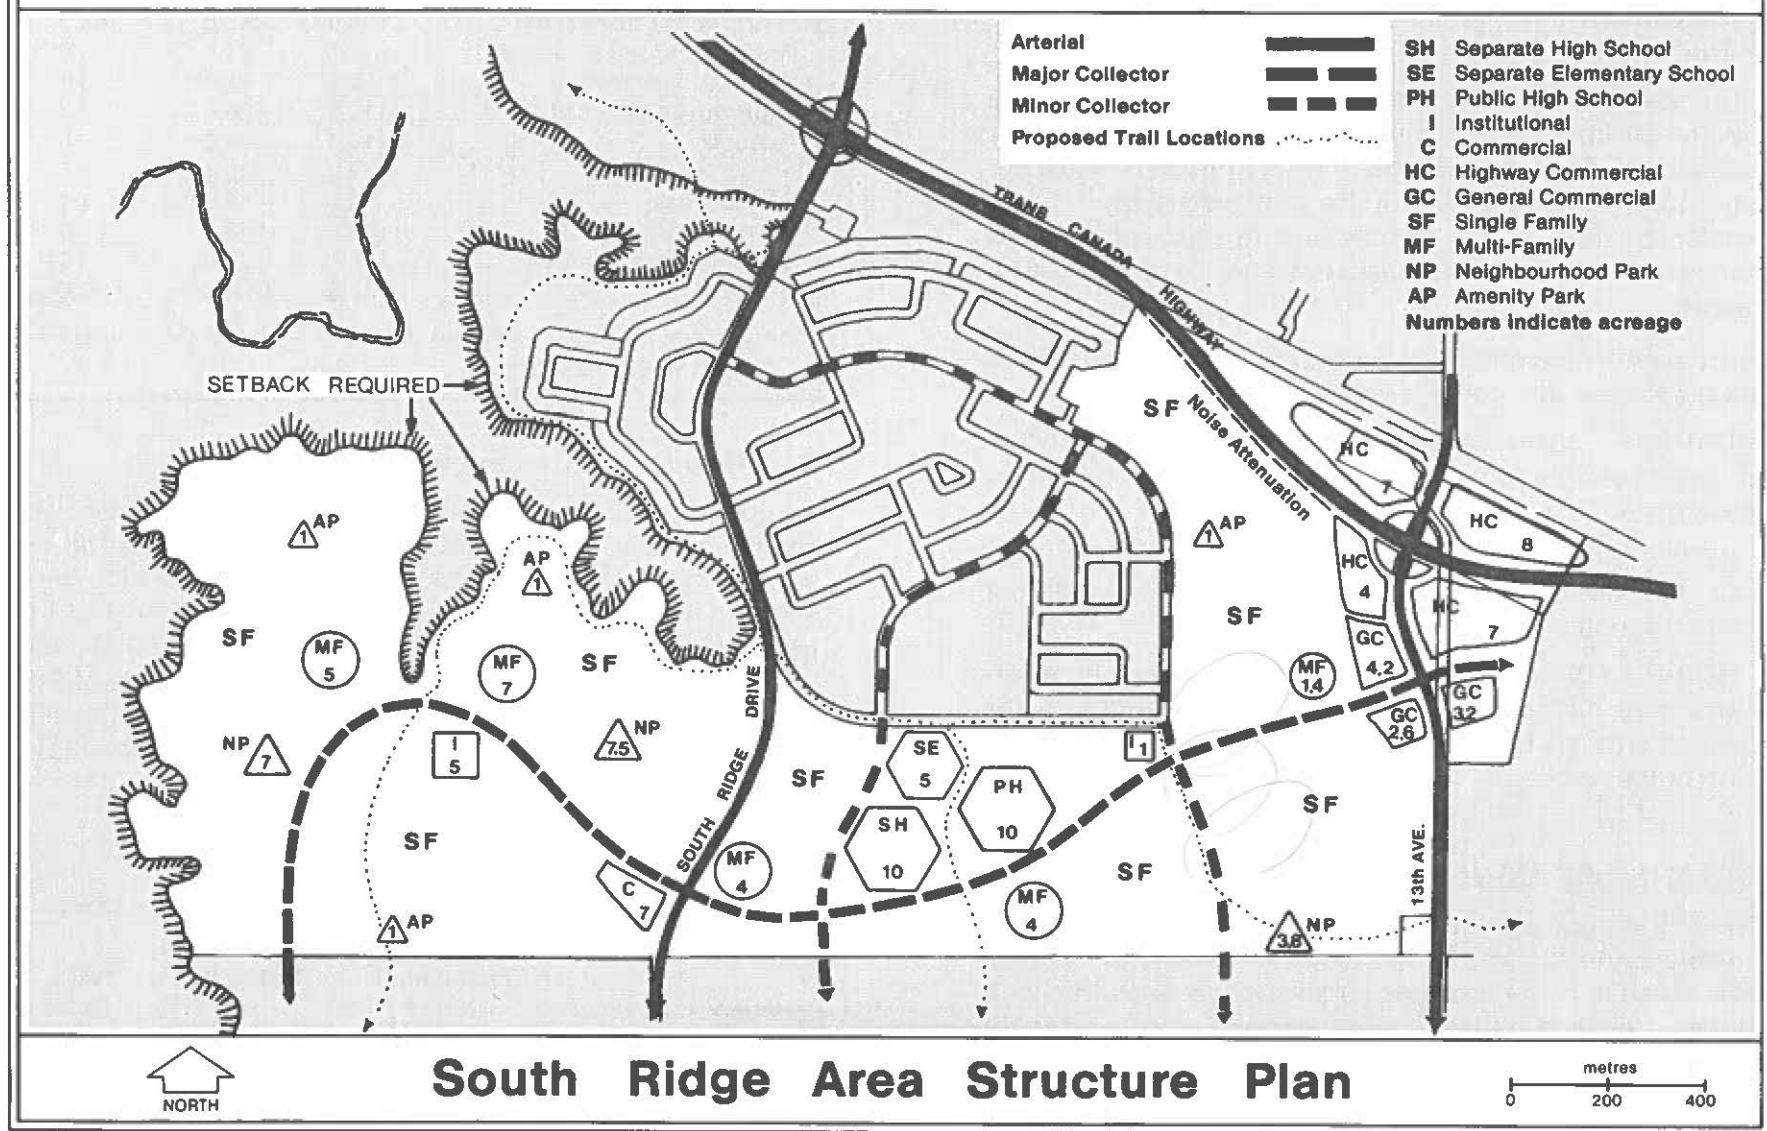 Arterial
Major Collector
Minor Collector
Proposed Trail Locations
SH Separate High School
SE Separate Elementary School
PH Public High School
I Institutional
C Commercial
HC Highway Commercial
GC General Commercial
SF Single Family
MF Multi-Family
NP Neighbourhood Park
AP Amenity Park
Numbers indicate acreage
TRANS CANADA HIGHWAY
SETBACK REQUIRED
SF
Noise Attenuation
HC
7
HC
8
HC
4
HC
7
GC
4.2
GC
3.2
GC
2.6
AP
1
AP
1
AP
1
SF
SF
SF
MF
5
MF
7
MF
1.4
NP
7
I
5
NP
7.5
SOUTH RIDGE DRIVE
SF
SE
5
PH
10
SH
10
I 1
SF
SF
MF
4
SF
C
7
MF
4
13th AVE.
AP
1
NP
3.8
NORTH
South Ridge Area Structure Plan
metres
0 200 400